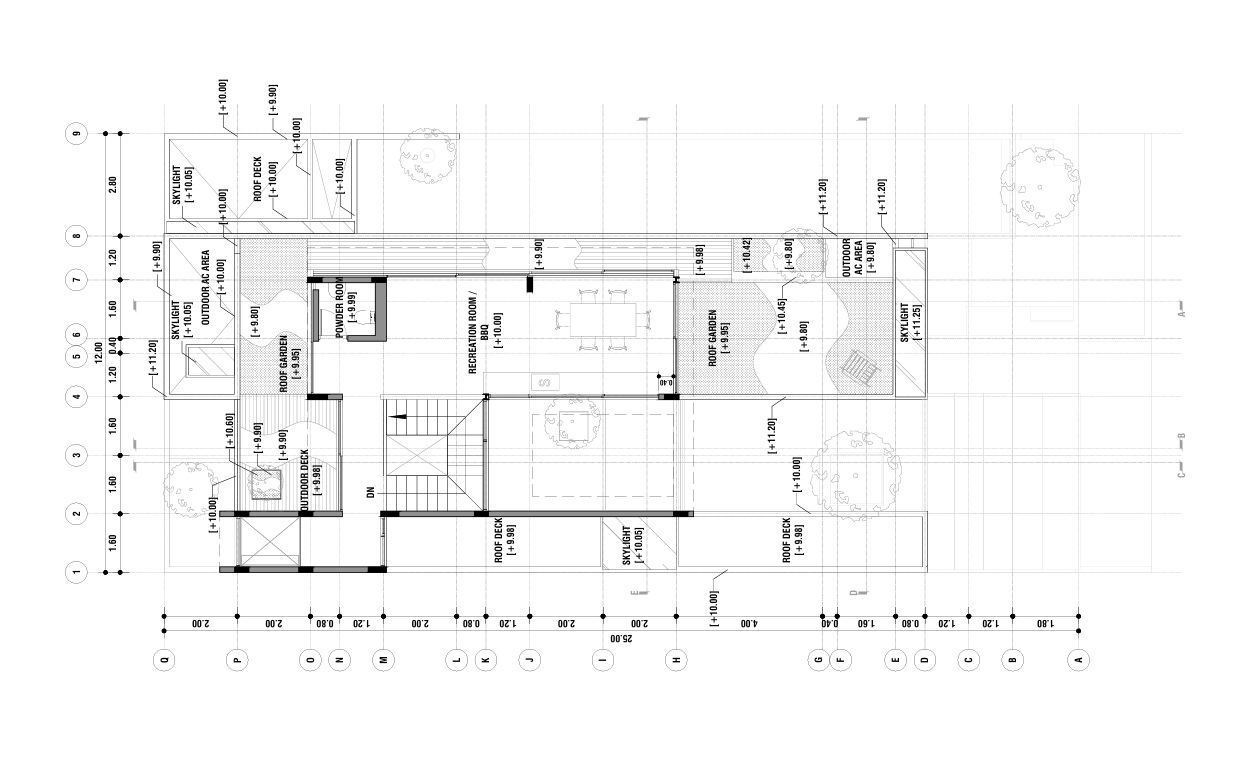 9
8
7
6
5
4
3
2
1
2.80
1.20
1.60
0.40
1.20
1.60
1.60
1.60
12.00
[+10.00]
[+9.90]
[+10.00]
SKYLIGHT
[+10.05]
ROOF DECK
[+10.00]
[+10.00]
[+10.00]
[+9.90]
OUTDOOR AC AREA
[+10.00]
SKYLIGHT
[+10.05]
[+11.20]
[+9.80]
ROOF GARDEN
[+9.95]
POWDER ROOM
[+9.99]
RECREATION ROOM /
BBQ
[+10.00]
[+9.90]
[+9.98]
[+10.42]
[+9.80]
[+11.20]
[+11.20]
OUTDOOR
AC AREA
[+9.80]
[+10.45]
[+9.80]
ROOF GARDEN
[+9.95]
SKYLIGHT
[+11.25]
0.40
[+11.20]
[+10.60]
[+9.90]
[+9.90]
OUTDOOR DECK
[+9.98]
[+10.00]
DN
ROOF DECK
[+9.98]
SKYLIGHT
[+10.05]
[+10.00]
ROOF DECK
[+9.98]
[+10.00]
A
B
C
E
D
2.00
2.00
0.80
1.20
2.00
0.80
1.20
2.00
2.00
4.00
0.40
1.60
0.80
1.20
1.20
1.80
25.00
Q
P
O
N
M
L
K
J
I
H
G
F
E
D
C
B
A